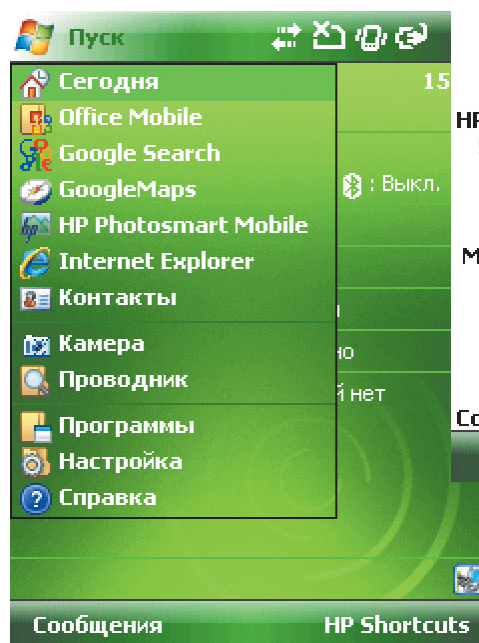 Пуск
Сегодня 15
Office Mobile
HP
Google Search
GoogleMaps : Выкл.
HP Photosmart Mobile
Internet Explorer
Контакты
Камера
Проводник
й нет
Программы
Настройка
Справка
Сообщения HP Shortcuts